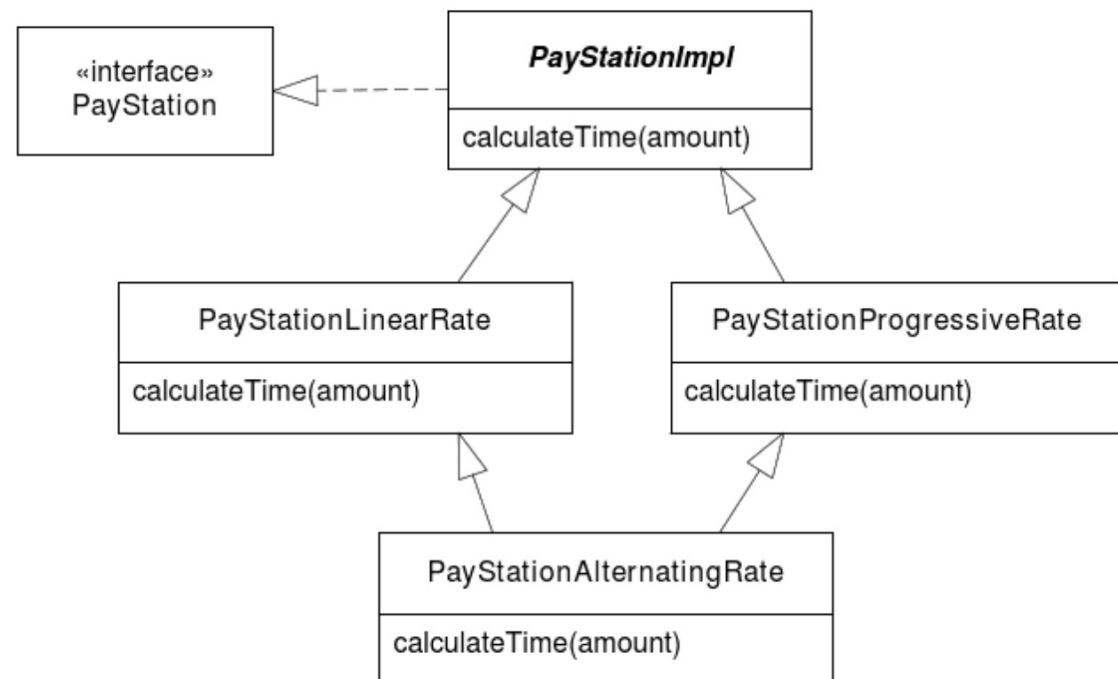 «interface»
PayStation
PayStationImpl
calculateTime(amount)
PayStationLinearRate
calculateTime(amount)
PayStationProgressiveRate
calculateTime(amount)
PayStationAlternatingRate
calculateTime(amount)